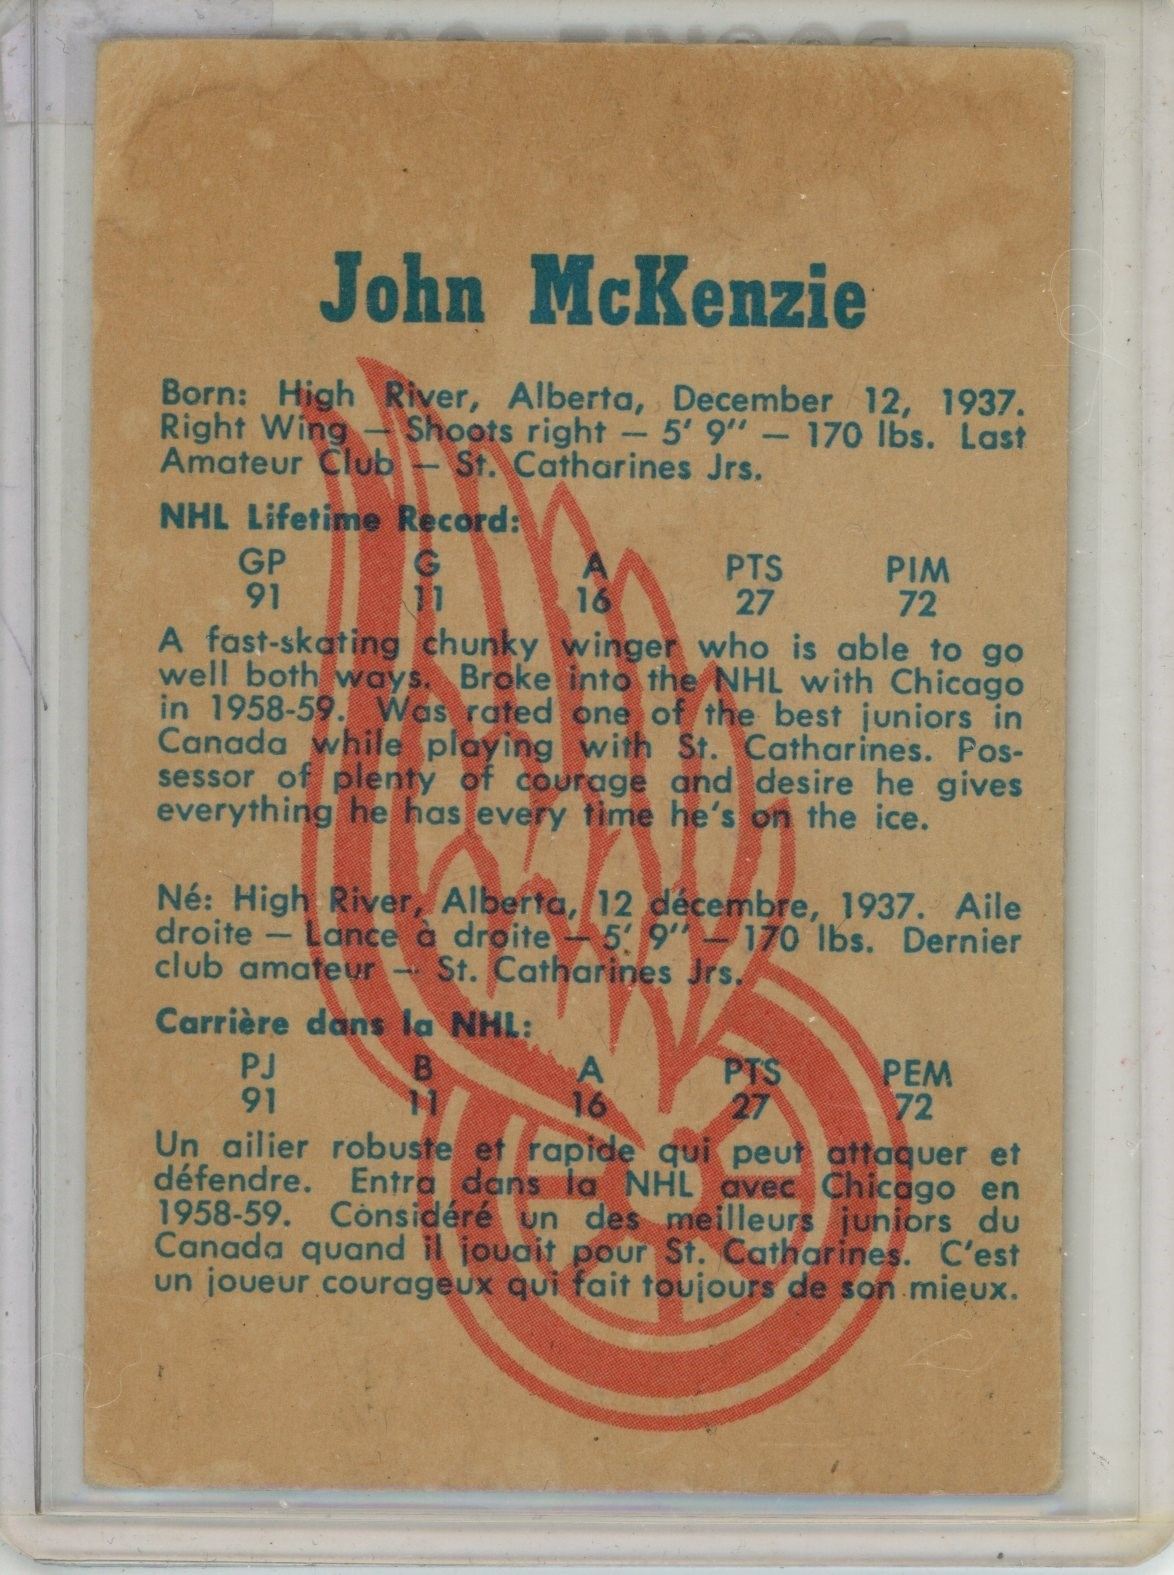 John McKenzie
Born: High River, Alberta, December 12, 1937.
Right Wing — Shoots right — 5' 9" — 170 lbs. Last
Amateur Club — St. Catharines Jrs.
NHL Lifetime Record:
GP G A PTS PIM
91 11 16 27 72
A fast-skating chunky winger who is able to go
well both ways. Broke into the NHL with Chicago
in 1958-59. Was rated one of the best juniors in
Canada while playing with St. Catharines. Pos-
sessor of plenty of courage and desire he gives
everything he has every time he's on the ice.
Né: High River, Alberta, 12 décembre, 1937. Aile
droite — Lance à droite — 5' 9" — 170 lbs. Dernier
club amateur — St. Catharines Jrs.
Carrière dans la NHL:
PJ B A PTS PEM
91 11 16 27 72
Un ailier robuste et rapide qui peut attaquer et
défendre. Entra dans la NHL avec Chicago en
1958-59. Considéré un des meilleurs juniors du
Canada quand il jouait pour St. Catharines. C'est
un joueur courageux qui fait toujours de son mieux.